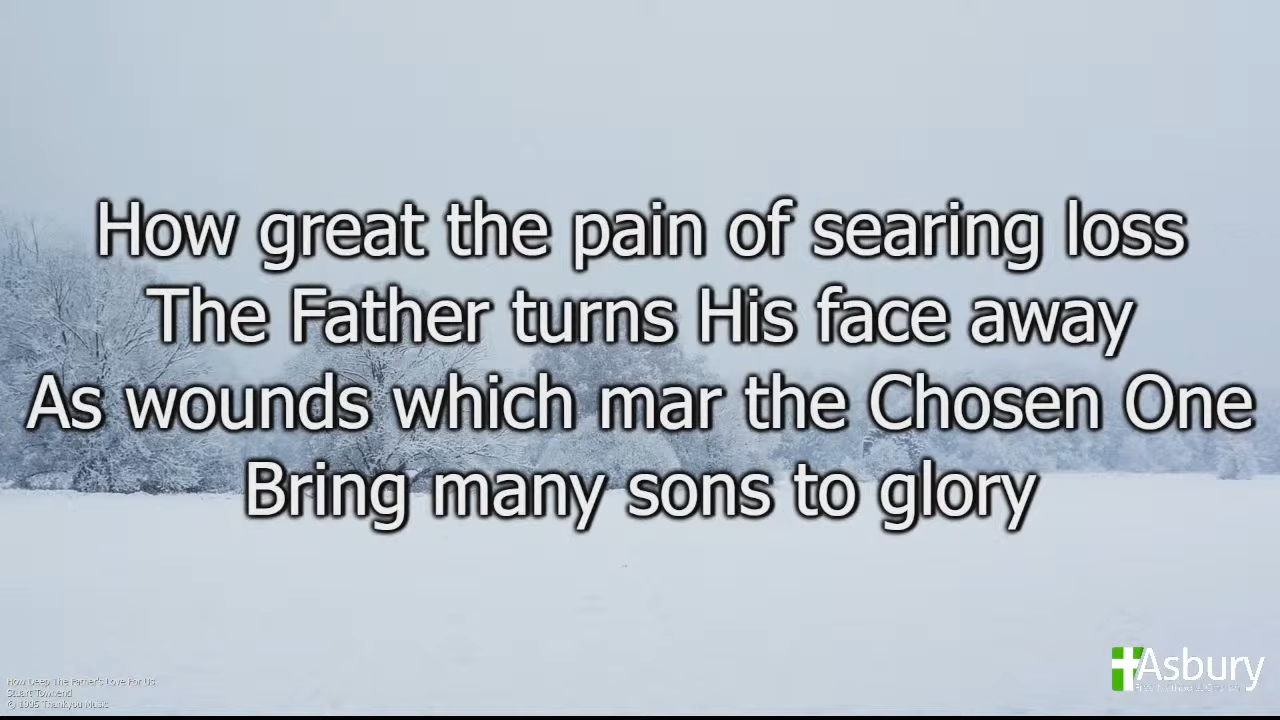 How great the pain of searing loss
The Father turns His face away
As wounds which mar the Chosen One
Bring many sons to glory
How Deep The Father's Love For Us
Stuart Townend
© 1995 Thankyou Music
Asbury